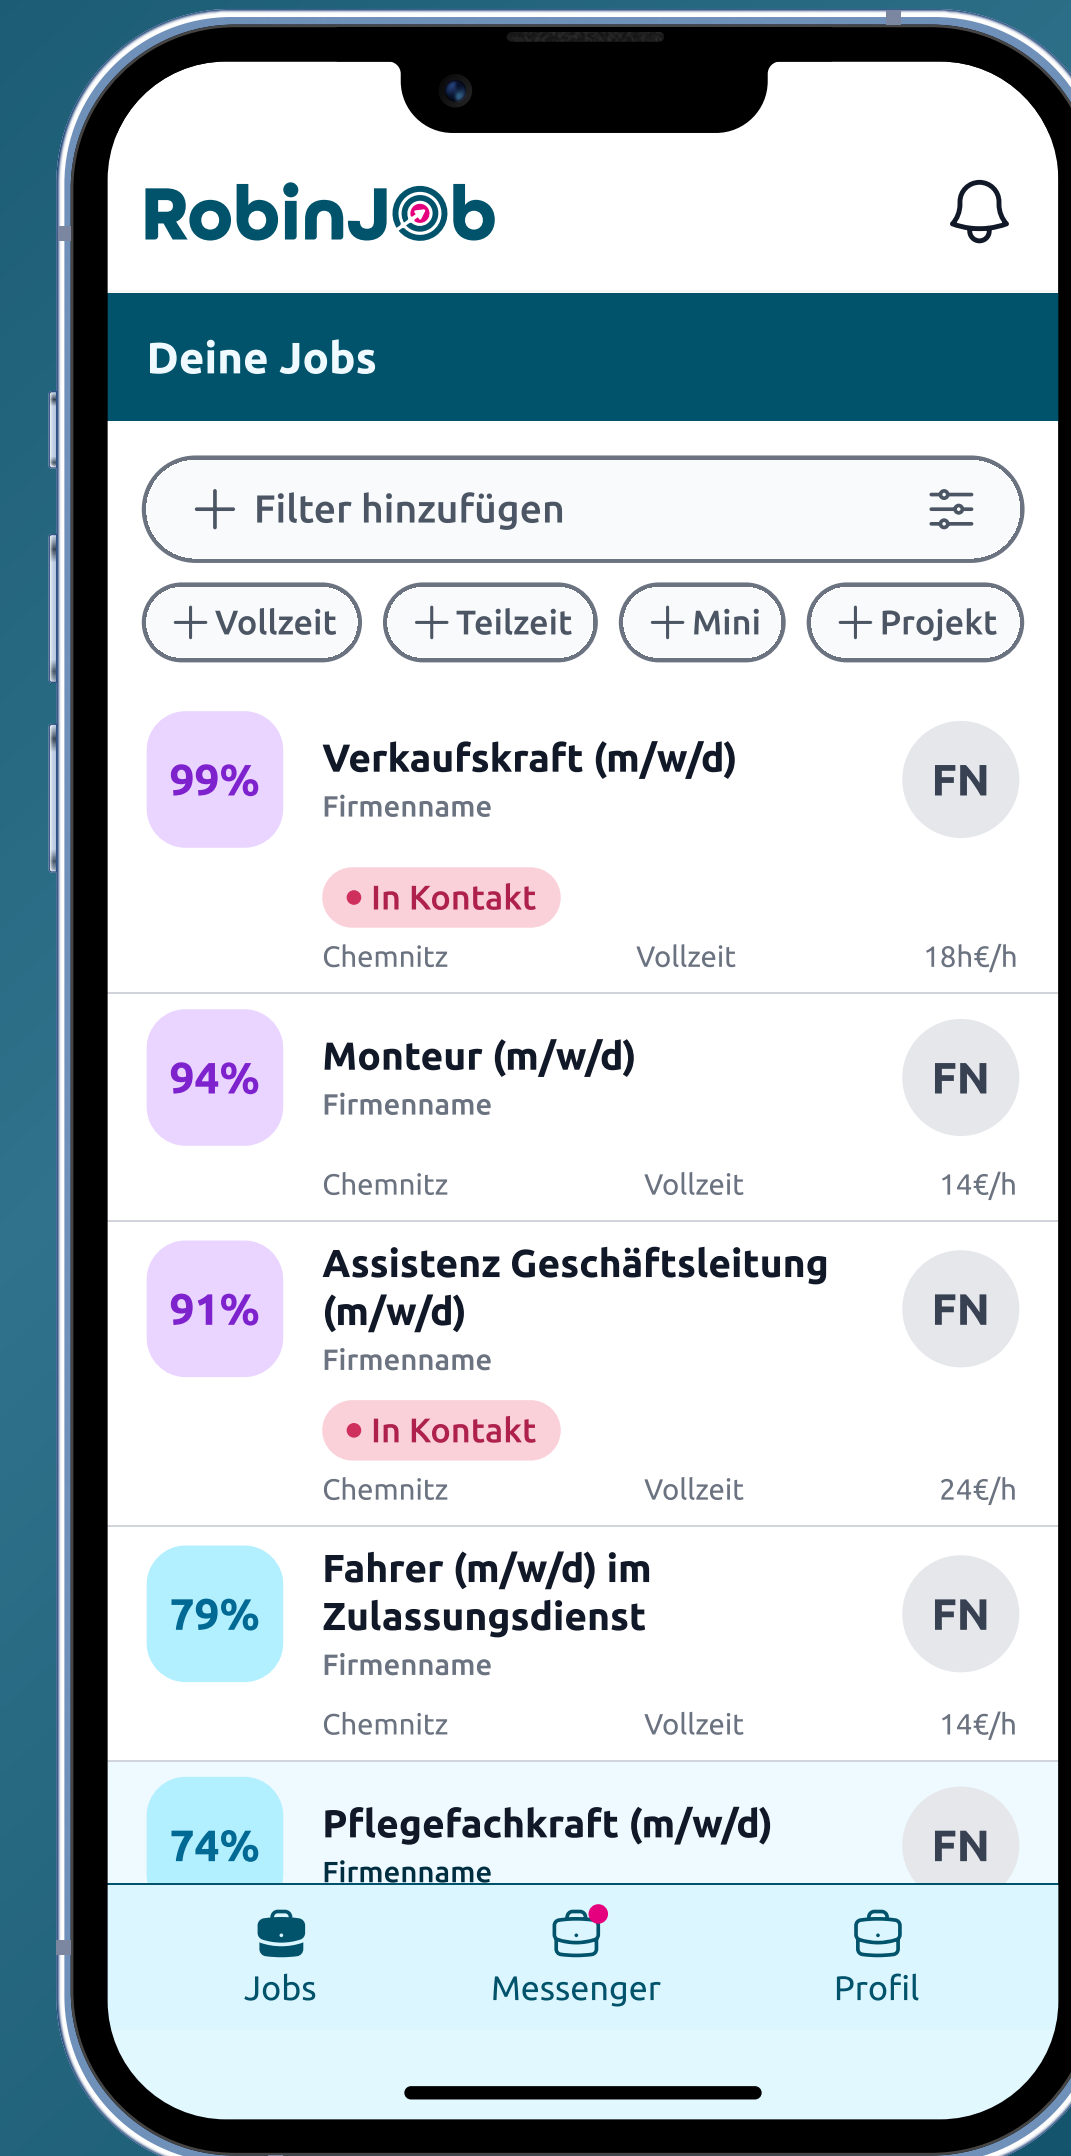 RobinJob
Deine Jobs
Filter hinzufügen
Vollzeit Teilzeit Mini Projekt
99% Verkaufskraft (m/w/d) FN
Firmenname
In Kontakt
Chemnitz Vollzeit 18h€/h
94% Monteur (m/w/d) FN
Firmenname
Chemnitz Vollzeit 14€/h
Assistenz Geschäftsleitung
91% (m/w/d) FN
Firmenname
In Kontakt
Chemnitz Vollzeit 24€/h
Fahrer (m/w/d) im
79% Zulassungsdienst FN
Firmenname
Chemnitz Vollzeit 14€/h
74% Pflegefachkraft (m/w/d) FN
Firmenname
Jobs Messenger Profil